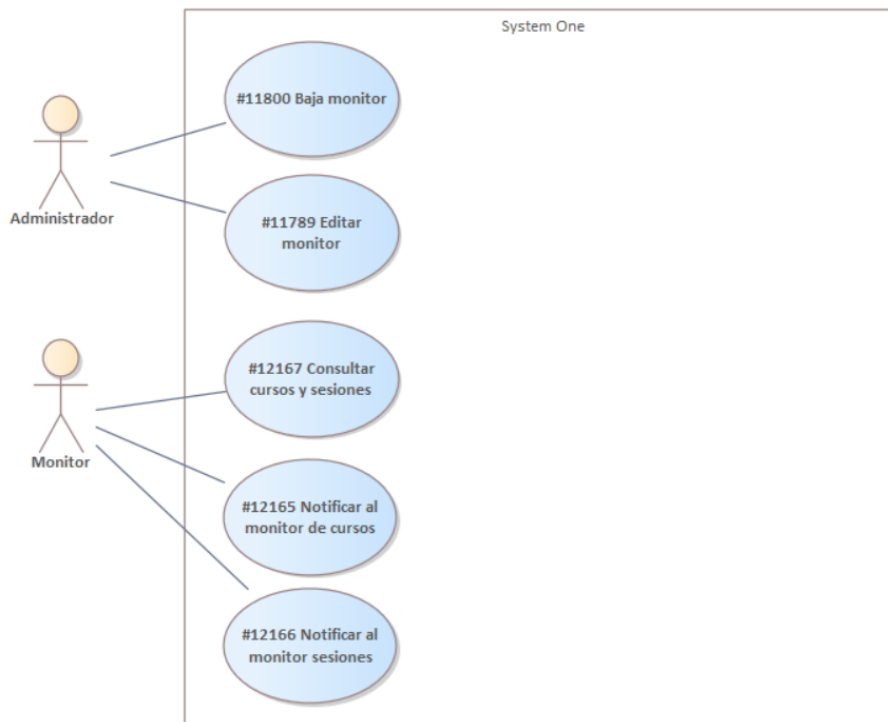 System One
#11800 Baja monitor
Administrador
#11789 Editar
monitor
#12167 Consultar
cursos y sesiones
Monitor
#12165 Notificar al
monitor de cursos
#12166 Notificar al
monitor sesiones